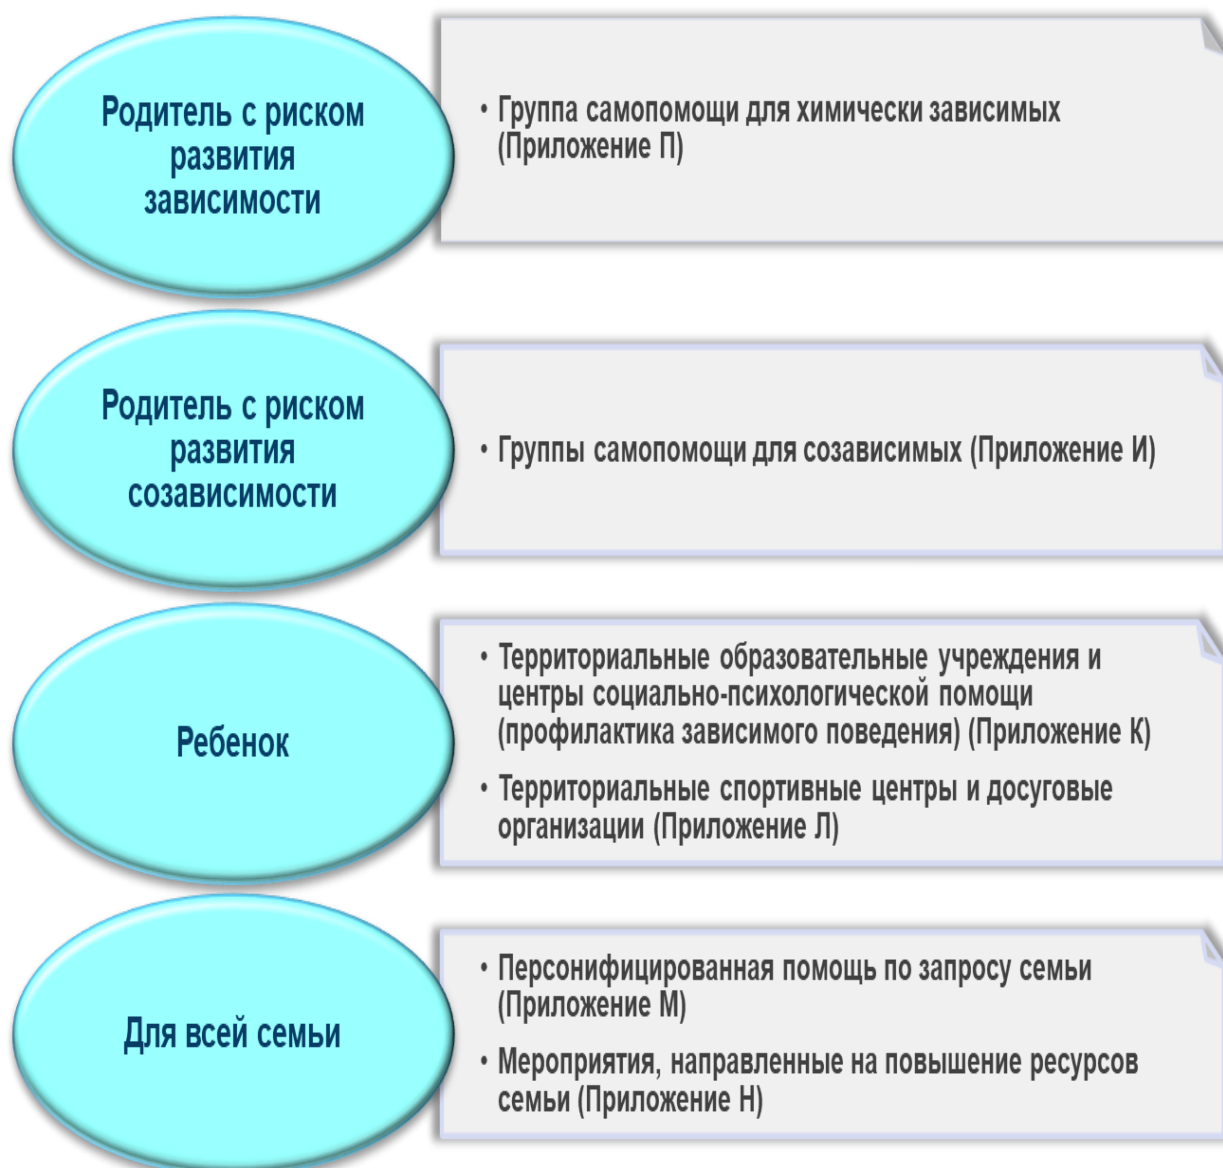 Родитель с риском
развития
зависимости
• Группа самопомощи для химически зависимых
(Приложение П)
Родитель с риском
развития
созависимости
• Группы самопомощи для созависимых (Приложение И)
Ребенок
• Территориальные образовательные учреждения и
центры социально-психологической помощи
(профилактика зависимого поведения) (Приложение К)
• Территориальные спортивные центры и досуговые
организации (Приложение Л)
Для всей семьи
• Персонифицированная помощь по запросу семьи
(Приложение М)
• Мероприятия, направленные на повышение ресурсов
семьи (Приложение Н)